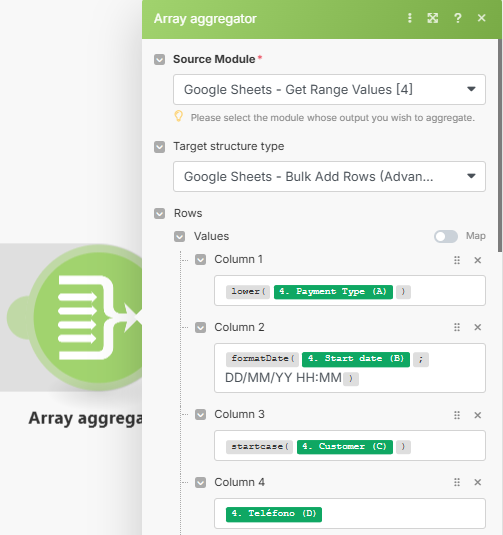 Array aggregator
?
Source Module*
Google Sheets - Get Range Values [4]
Please select the module whose output you wish to aggregate.
Target structure type
Google Sheets - Bulk Add Rows (Advan...
Rows
Values
Map
Column 1
lower( 4. Payment Type (A) )
Column 2
formatDate( 4. Start date (B) ;
DD/MM/YY HH:MM )
Column 3
startcase( 4. Customer (C) )
Array aggrega
Column 4
4. Teléfono (D)